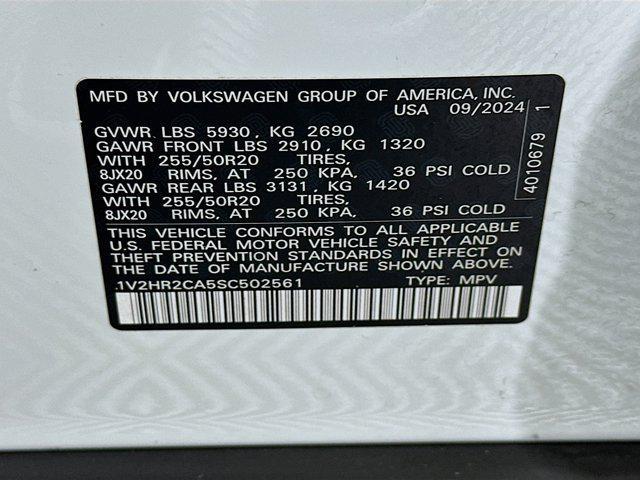 MFD BY VOLKSWAGEN GROUP OF AMERICA, INC.
USA 09/2024
GVWR LBS 5930, KG 2690
GAWR FRONT LBS 2910, KG 1320
WITH 255/50R20 TIRES,
8JX20 RIMS, AT 250 KPA, 36 PSI COLD
GAWR REAR LBS 3131, KG 1420
WITH 255/50R20 TIRES,
8JX20 RIMS, AT 250 KPA, 36 PSI COLD
THIS VEHICLE CONFORMS TO ALL APPLICABLE
U.S. FEDERAL MOTOR VEHICLE SAFETY AND
THEFT PREVENTION STANDARDS IN EFFECT ON
THE DATE OF MANUFACTURE SHOWN ABOVE.
1V2HR2CA5SC502561 TYPE: MPV
4010679 1